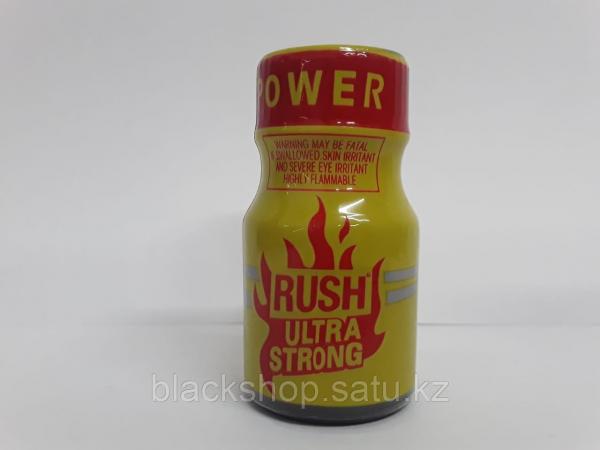 POWER
WARNING MAY BE FATAL
IF SWALLOWED SKIN IRRITANT
AND SEVERE EYE IRRITANT
HIGHLY FLAMMABLE
RUSH®
ULTRA
STRONG
blackshop.satu.kz